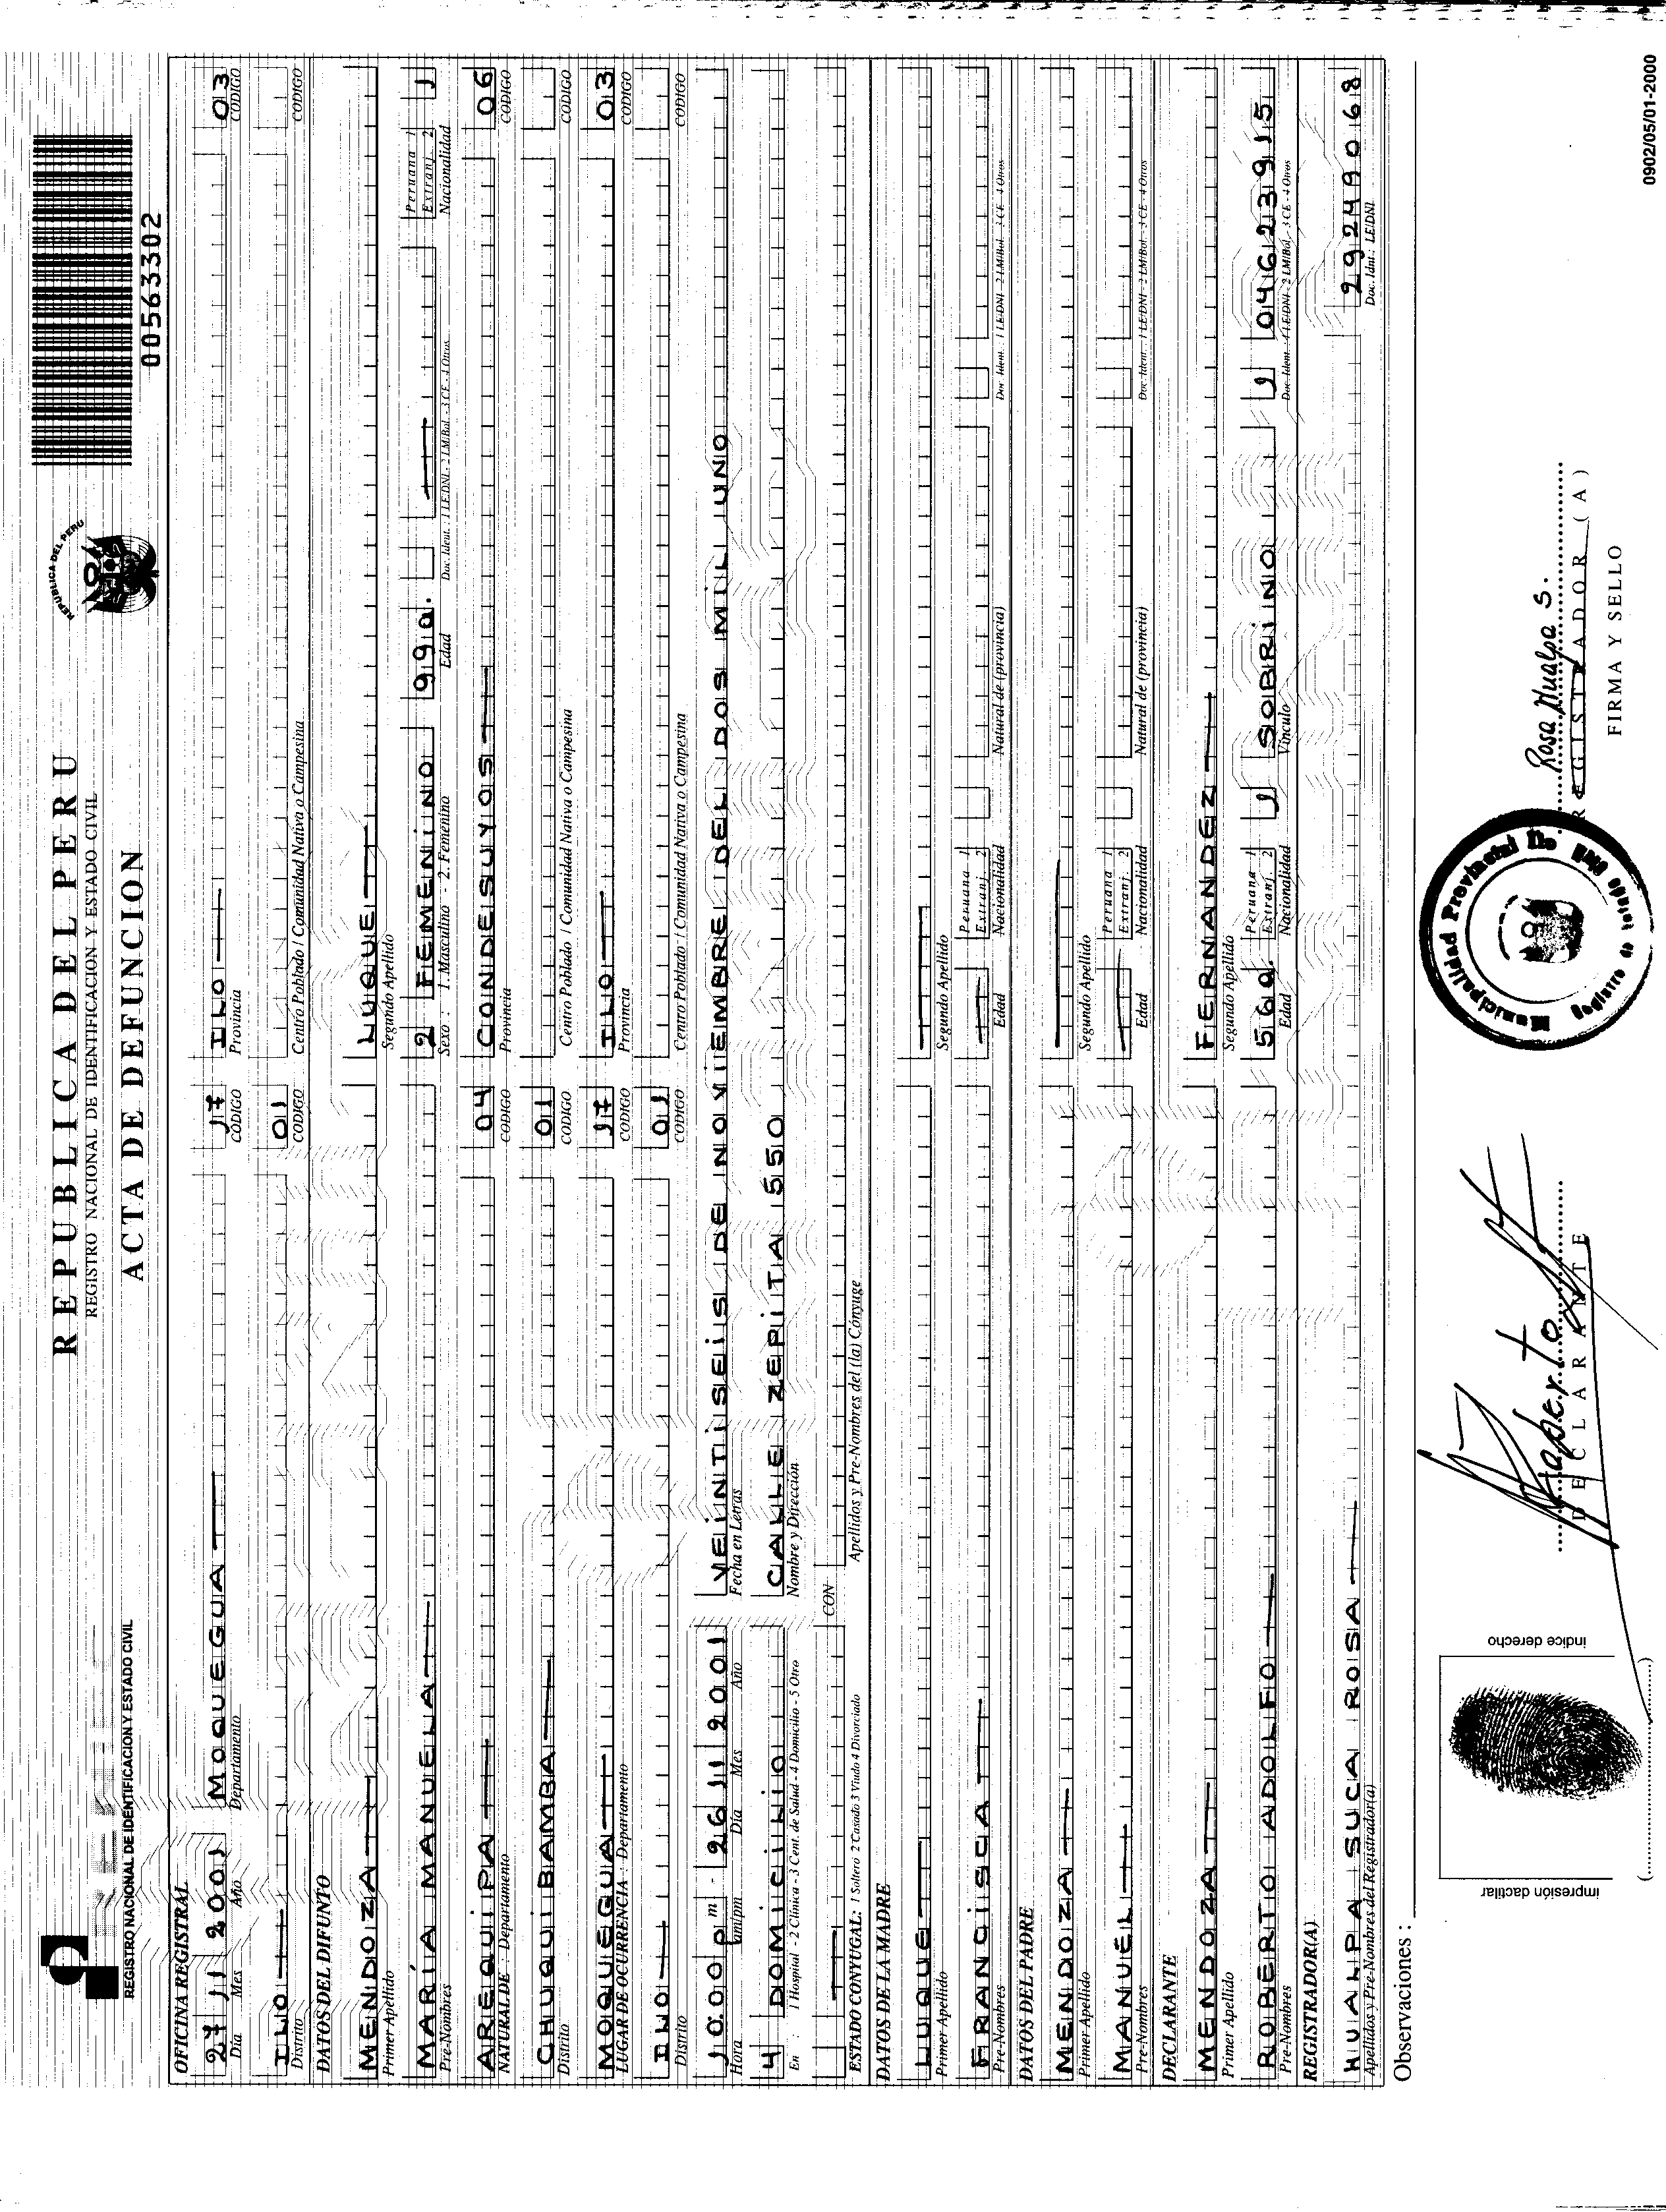 REPUBLICA DEL PERU
REGISTRO NACIONAL DE IDENTIFICACION Y ESTADO CIVIL
ACTA DE DEFUNCION
REGISTRO NACIONAL DE IDENTIFICACION Y ESTADO CIVIL
REPUBLICA DEL PERU
00563302
OFICINA REGISTRAL
27 11 2001 MOQUEGUA 17 ILO 03
Día Mes Año Departamento CODIGO Provincia CODIGO
ILO 01
Distrito CODIGO Centro Poblado / Comunidad Nativa o Campesina CODIGO
DATOS DEL DIFUNTO
MENDOZA LUQUE
Primer Apellido Segundo Apellido
MARÍA MANUELA 2 FEMENINO 99a. Peruana 1 Extranj. 2 1
Pre-Nombres Sexo : 1. Masculino - 2. Femenino Edad Doc. Ident. 1 LE/DNI - 2 LM/Bol. - 3 CE - 4 Otros Nacionalidad
AREQUIPA 04 CONDESUYOS 06
NATURAL DE : Departamento CODIGO Provincia CODIGO
CHUQUIBAMBA 01
Distrito CODIGO Centro Poblado / Comunidad Nativa o Campesina CODIGO
MOQUEGUA 17 ILO 03
LUGAR DE OCURRENCIA : Departamento CODIGO Provincia CODIGO
ILO 01
Distrito CODIGO Centro Poblado / Comunidad Nativa o Campesina CODIGO
10:00 p m - 26 11 2001 VEINTISEIS DE NOVIEMBRE DEL DOS MIL UNO
Hora am/pm Día Mes Año Fecha en Letras
4 DOMICILIO CALLE ZEPITA 550
En : 1 Hospital - 2 Clínica - 3 Cent. de Salud - 4 Domicilio - 5 Otro Nombre y Dirección
CON
ESTADO CONYUGAL: 1 Soltero 2 Casado 3 Viudo 4 Divorciado Apellidos y Pre-Nombres del (la) Cónyuge
DATOS DE LA MADRE
LUQUE
Primer Apellido Segundo Apellido
FRANCISCA Peruana 1 Extranj. 2
Pre-Nombres Edad Nacionalidad Natural de (provincia) Doc. Ident. 1 LE/DNI - 2 LM/Bol. - 3 CE - 4 Otros
DATOS DEL PADRE
MENDOZA
Primer Apellido Segundo Apellido
MANUEL Peruana 1 Extranj. 2
Pre-Nombres Edad Nacionalidad Natural de (provincia) Doc. Ident. 1 LE/DNI - 2 LM/Bol. - 3 CE - 4 Otros
DECLARANTE
MENDOZA FERNANDEZ
Primer Apellido Segundo Apellido
ROBERTO ADOLFO 56a. Peruana 1 Extranj. 2 1 SOBRINO 1 04623915
Pre-Nombres Edad Nacionalidad Vínculo Doc. Ident. 1 LE/DNI - 2 LM/Bol. - 3 CE - 4 Otros
REGISTRADOR(A)
HUALPA SUCA ROSA 29249068
Apellidos y Pre-Nombres del Registrador(a) Doc. Idnt: LE/DNI
Observaciones :
impresión dactilar
índice derecho
DECLARANTE
Municipalidad Provincial Ilo
Registro de Estado Civil
Rosa Hualpa S.
REGISTRADOR (A)
FIRMA Y SELLO
0902/05/01-2000